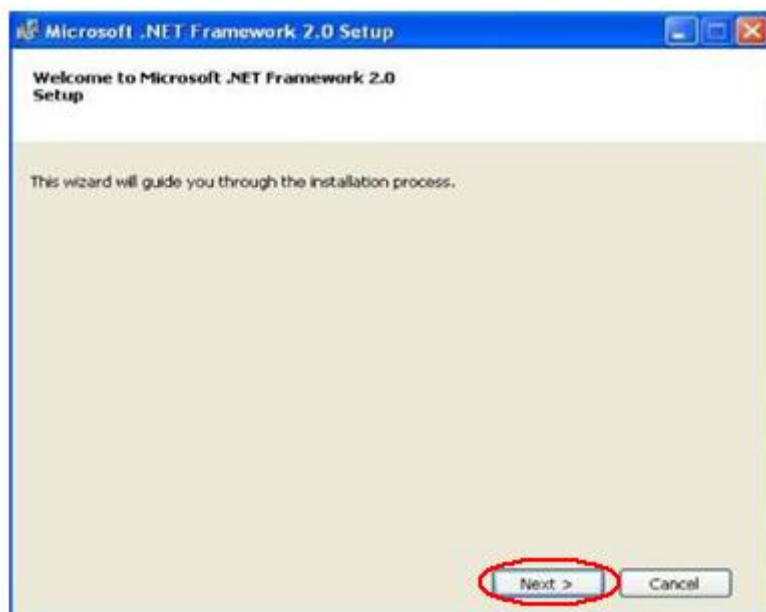 Microsoft .NET Framework 2.0 Setup
Welcome to Microsoft .NET Framework 2.0
Setup
This wizard will guide you through the installation process.
Next >
Cancel